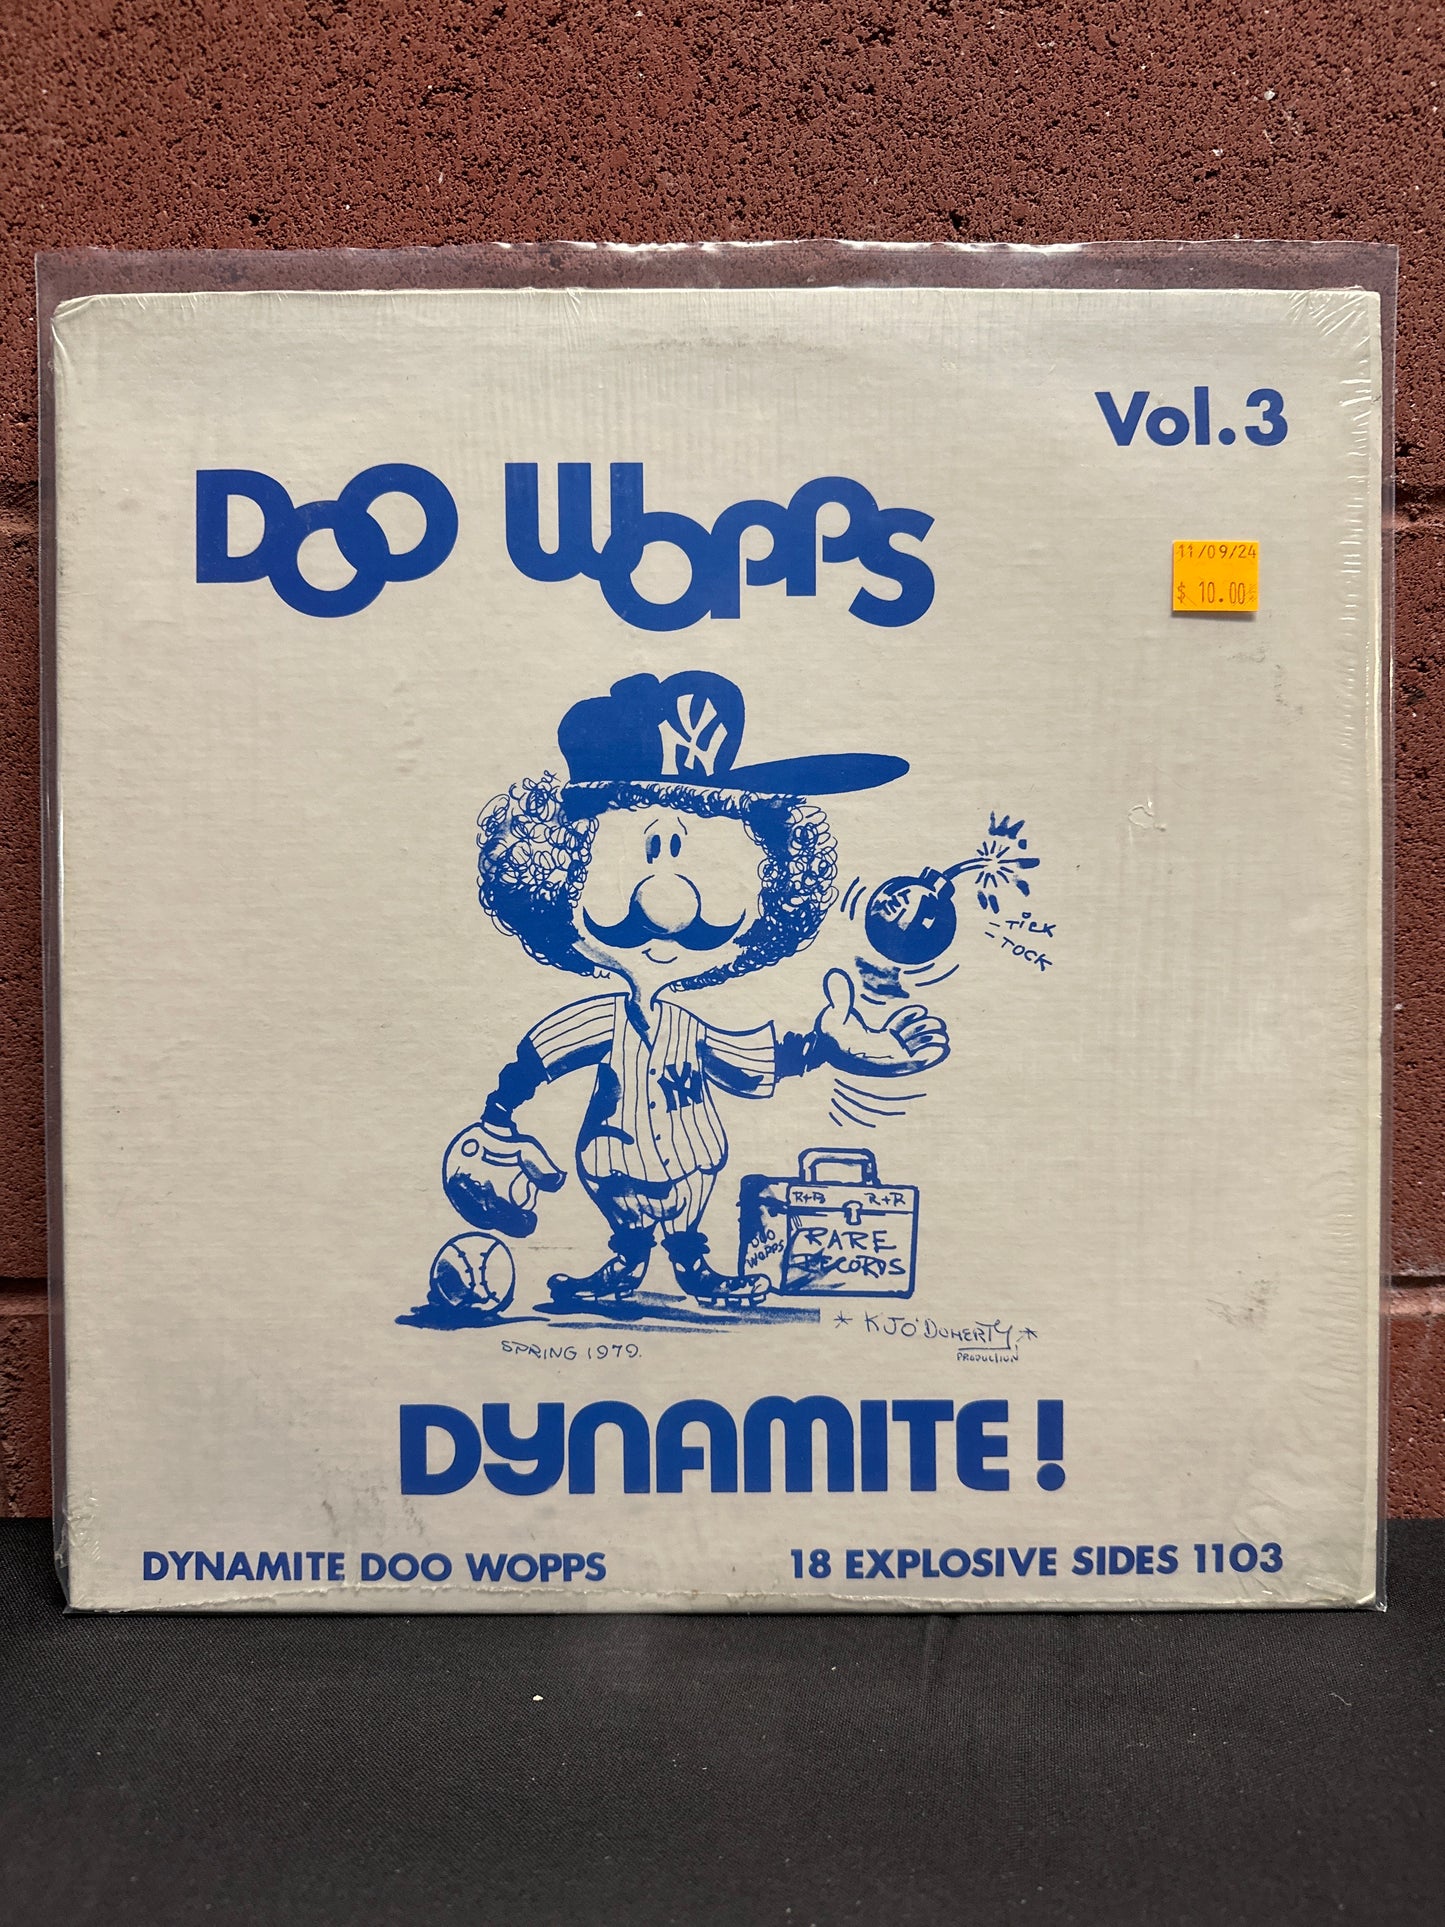 Vol.3
DOO WOPPS
11/09/24
$ 10.00
NY
TNT
- TICK
- TOCK
NY
R+B R+R
RARE
RECORDS
DOO
WOPPS
* KJO'DOHERTY *
PRODUCTION
SPRING 1979.
DYNAMITE!
DYNAMITE DOO WOPPS 18 EXPLOSIVE SIDES 1103